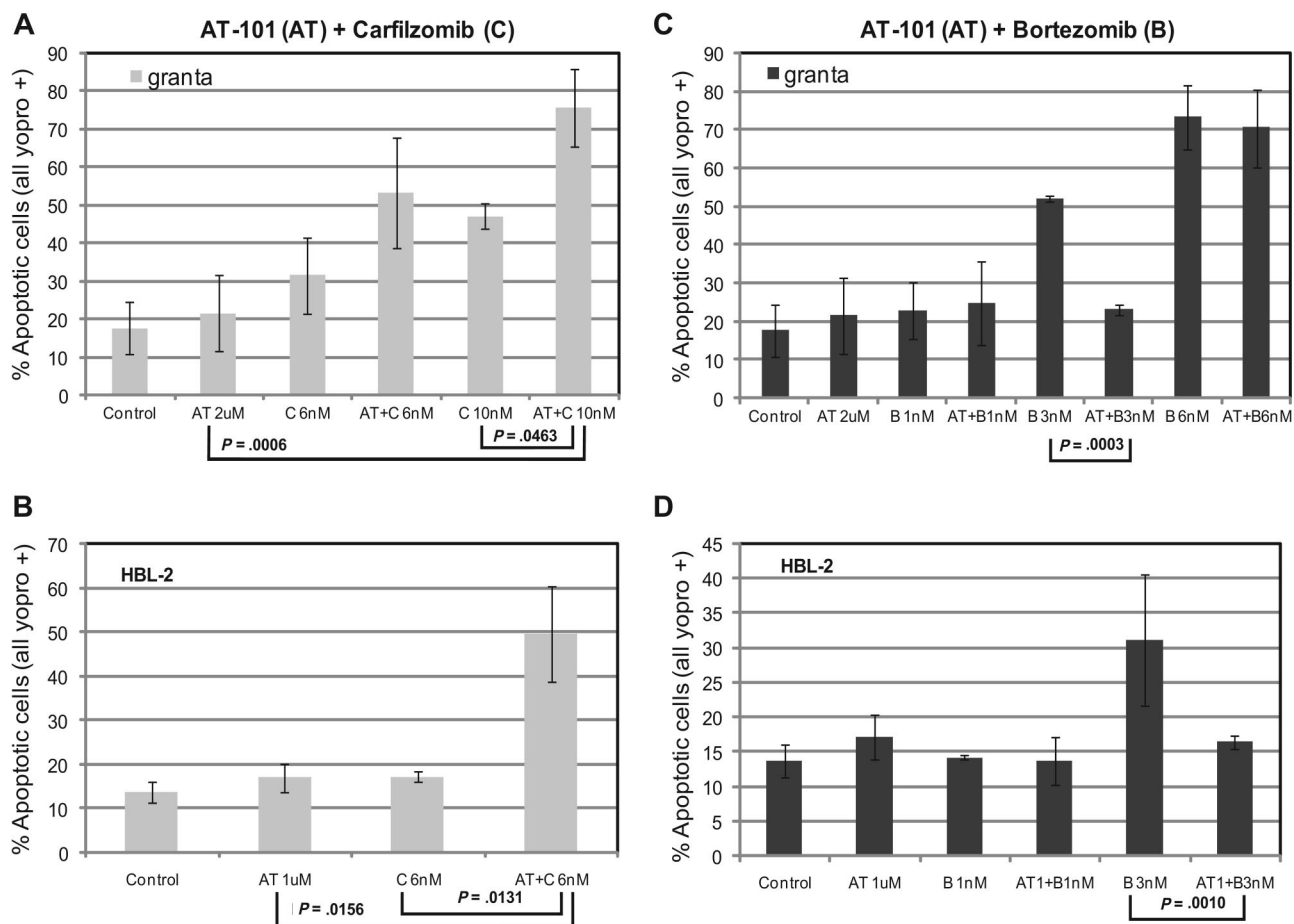 A
AT-101 (AT) + Carfilzomib (C)
% Apoptotic cells (all yopro +)
90
80
70
60
50
40
30
20
10
0
granta
Control AT 2uM C 6nM AT+C 6nM C 10nM AT+C 10nM
P = .0006
P = .0463
B
% Apoptotic cells (all yopro +)
70
60
50
40
30
20
10
0
HBL-2
Control AT 1uM C 6nM AT+C 6nM
P = .0156
P = .0131
C
AT-101 (AT) + Bortezomib (B)
% Apoptotic cells (all yopro +)
90
80
70
60
50
40
30
20
10
0
granta
Control AT 2uM B 1nM AT+B1nM B 3nM AT+B3nM B 6nM AT+B6nM
P = .0003
D
% Apoptotic cells (all yopro +)
45
40
35
30
25
20
15
10
5
0
HBL-2
Control AT 1uM B 1nM AT1+B1nM B 3nM AT1+B3nM
P = .0010